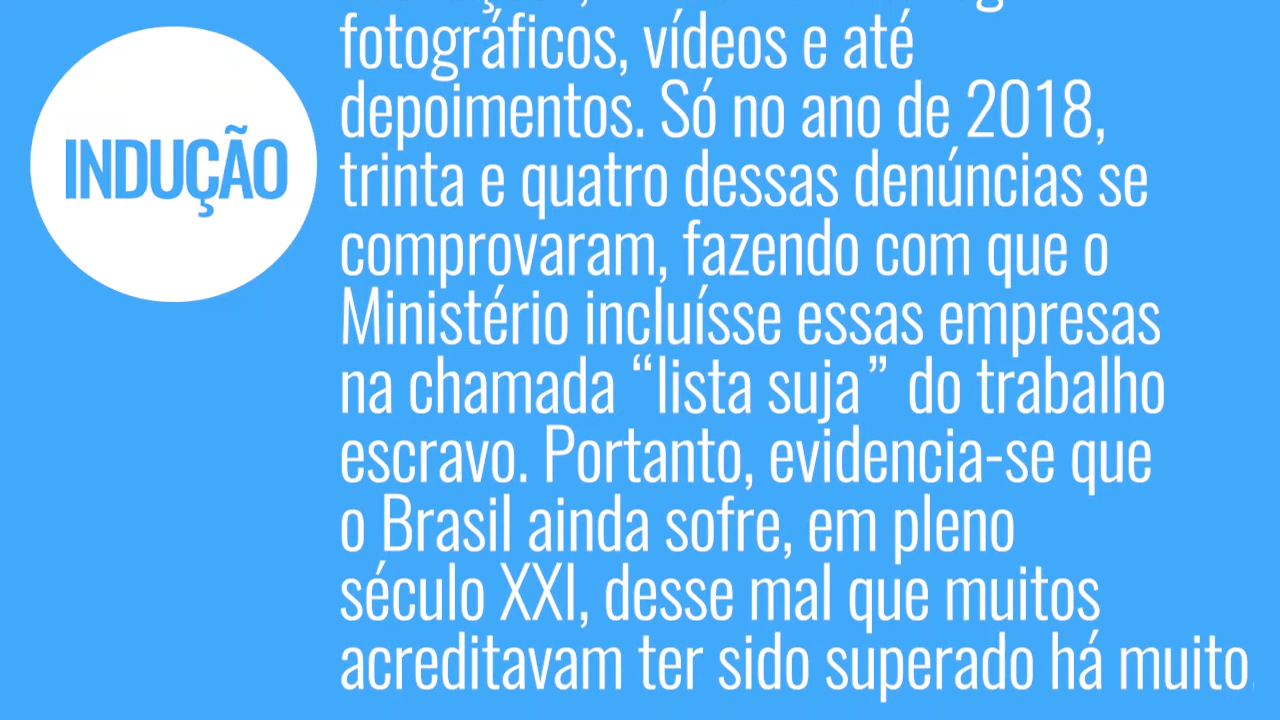 INDUÇÃO
fotográficos, vídeos e até
depoimentos. Só no ano de 2018,
trinta e quatro dessas denúncias se
comprovaram, fazendo com que o
Ministério incluísse essas empresas
na chamada “lista suja” do trabalho
escravo. Portanto, evidencia-se que
o Brasil ainda sofre, em pleno
século XXI, desse mal que muitos
acreditavam ter sido superado há muito